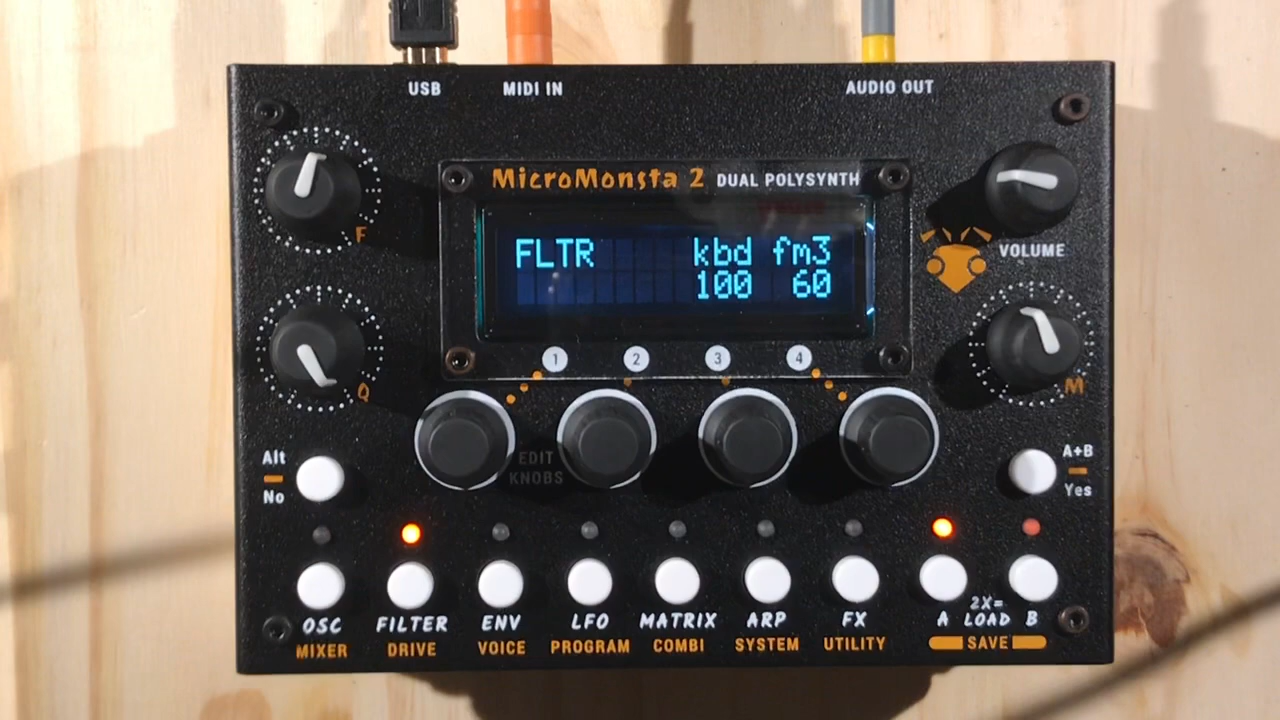 USB
MIDI IN
AUDIO OUT
MicroMonsta 2 DUAL POLYSYNTH
F
FLTR kbd fm3
100 60
VOLUME
1 2 3 4
Q
M
EDIT
KNOBS
Alt
No
A+B
Yes
OSC FILTER ENV LFO MATRIX ARP FX A 2X= LOAD B
MIXER DRIVE VOICE PROGRAM COMBI SYSTEM UTILITY SAVE